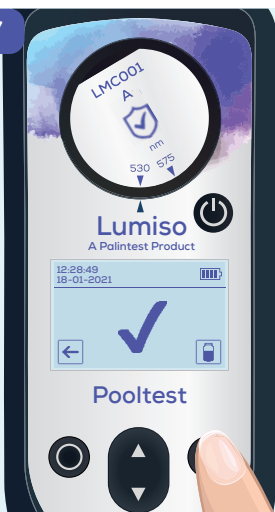 LMC001
A
nm
530 575
Lumiso
A Palintest Product
12:28:49
18-01-2021
Pooltest